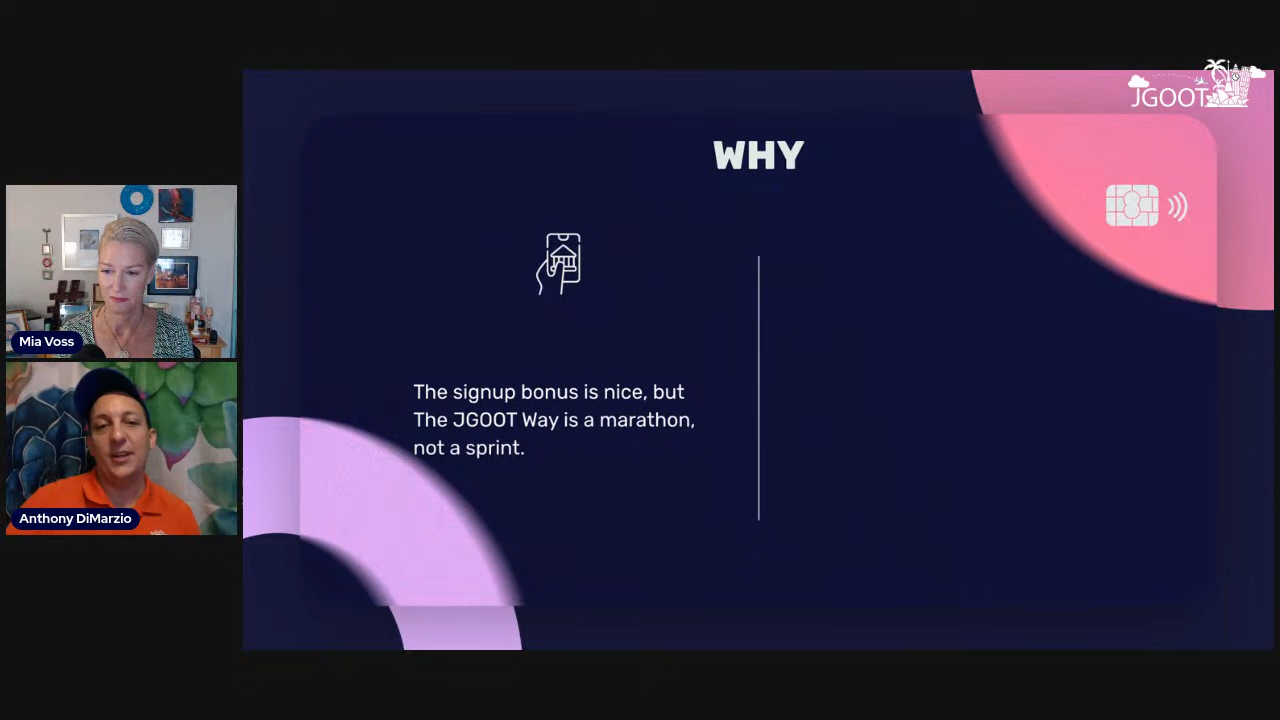 JGOOT
WHY
The signup bonus is nice, but
The JGOOT Way is a marathon,
not a sprint.
Mia Voss
Anthony DiMarzio